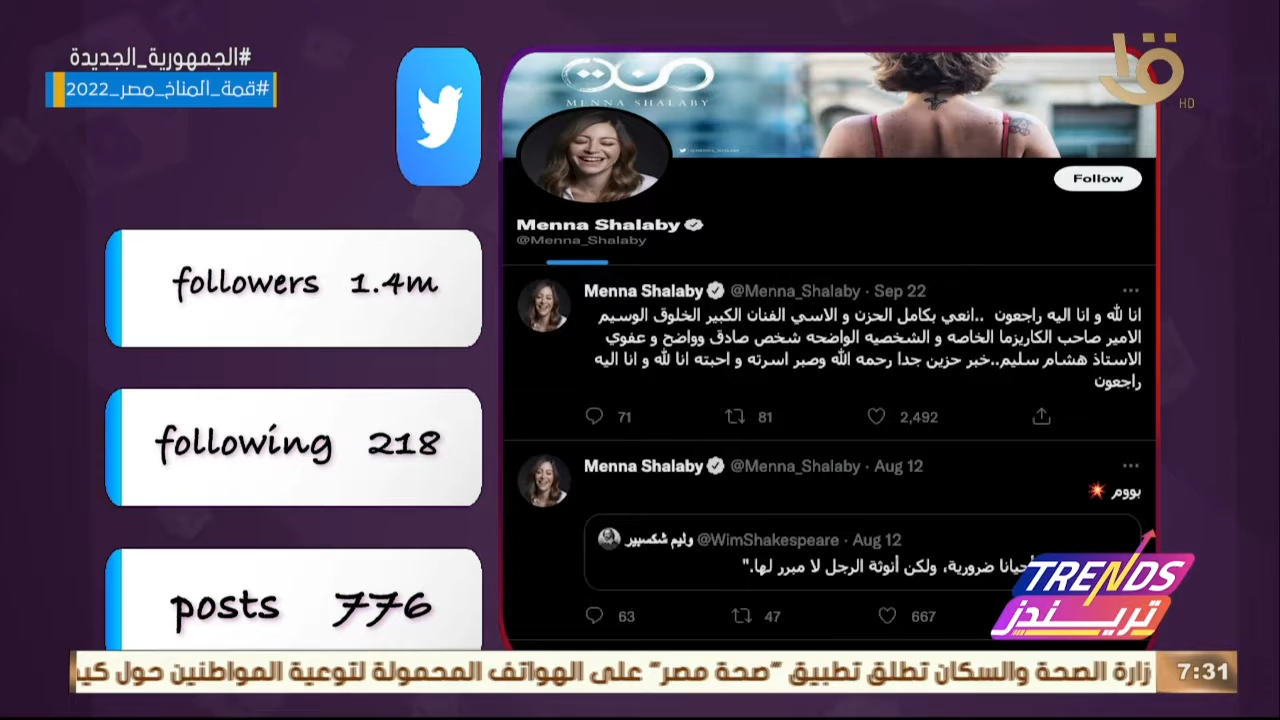 #الجمهورية_الجديدة
#قمة_المناخ_مصر_2022
followers 1.4m
following 218
posts 776
منة
MENNA SHALABY
HD
Follow
Menna Shalaby
@Menna_Shalaby
Menna Shalaby @Menna_Shalaby · Sep 22
انا لله و انا اليه راجعون ..انعي بكامل الحزن و الاسي الفنان الكبير الخلوق الوسيم
الامير صاحب الكاريزما الخاصه و الشخصيه الواضحه شخص صادق وواضح و عفوي
الاستاذ هشام سليم..خبر حزين جدا رحمه الله وصبر اسرته و احبته انا لله و انا اليه
راجعون
71 81 2,492
Menna Shalaby @Menna_Shalaby · Aug 12
بووم 💥
وليم شكسبير @WimShakespeare · Aug 12
أحيانا ضرورية، ولكن أنوثة الرجل لا مبرر لها."
63 47 667
TRENDS
تريندز
زارة الصحة والسكان تطلق تطبيق "صحة مصر" على الهواتف المحمولة لتوعية المواطنين حول كيف
7:31